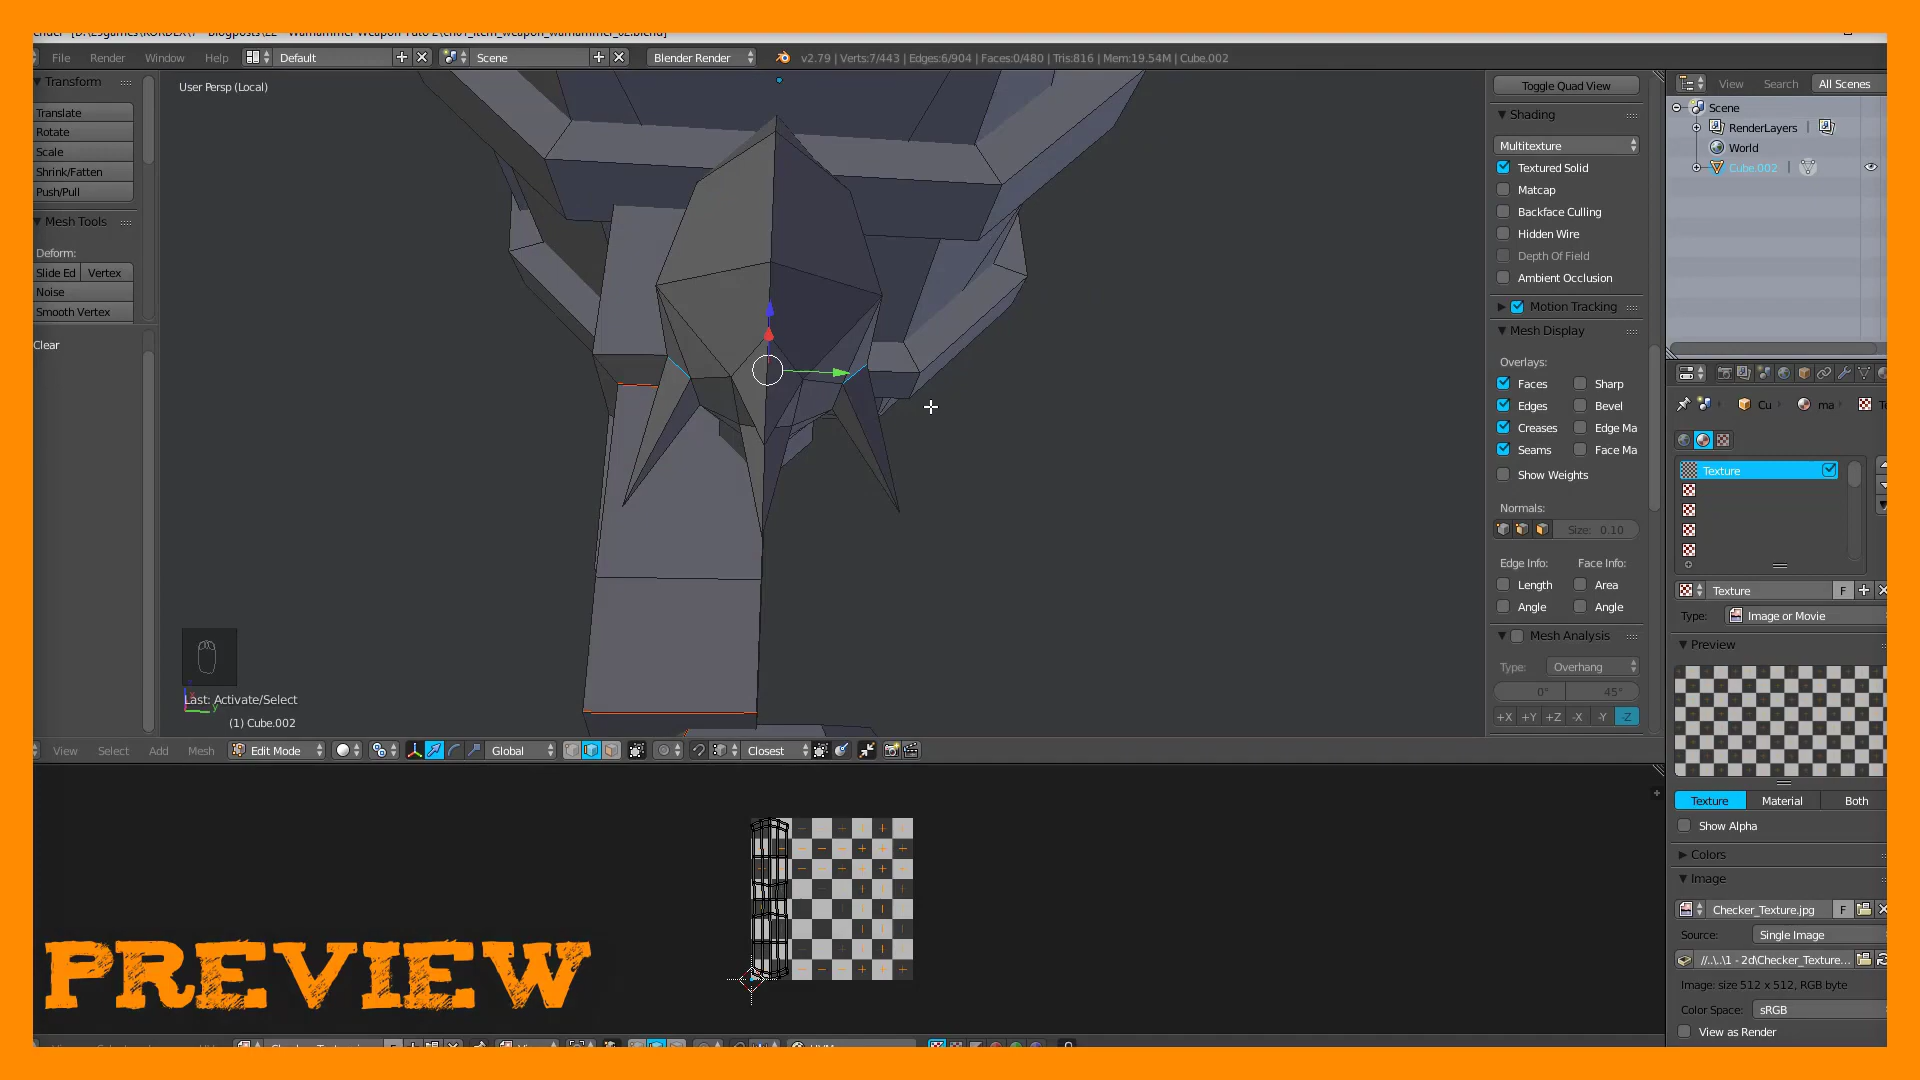 File Render Window Help Default Scene Blender Render v2.79 | Verts:7/443 | Edges:6/904 | Faces:0/480 | Tris:816 | Mem:19.54M | Cube.002
Transform
Translate
Rotate
Scale
Shrink/Fatten
Push/Pull
Mesh Tools
Deform:
Slide Ed Vertex
Noise
Smooth Vertex
Clear
User Persp (Local)
Last: Activate/Select
(1) Cube.002
Toggle Quad View
Shading
Multitexture
Textured Solid
Matcap
Backface Culling
Hidden Wire
Depth Of Field
Ambient Occlusion
Motion Tracking
Mesh Display
Overlays:
Faces Sharp
Edges Bevel
Creases Edge Ma
Seams Face Ma
Show Weights
Normals:
Size: 0.10
Edge Info: Face Info:
Length Area
Angle Angle
Mesh Analysis
Type: Overhang
0° 45°
+X +Y +Z -X -Y -Z
View Search All Scenes
Scene
RenderLayers
World
Cube.002
Cu ma Te
Texture
Texture F
Type: Image or Movie
Preview
Texture Material Both
Show Alpha
Colors
Image
Checker_Texture.jpg F
Source: Single Image
//..\..\1 - 2d\Checker_Texture...
Image: size 512 x 512, RGB byte
Color Space: sRGB
View as Render
View Select Add Mesh Edit Mode Global Closest
PREVIEW